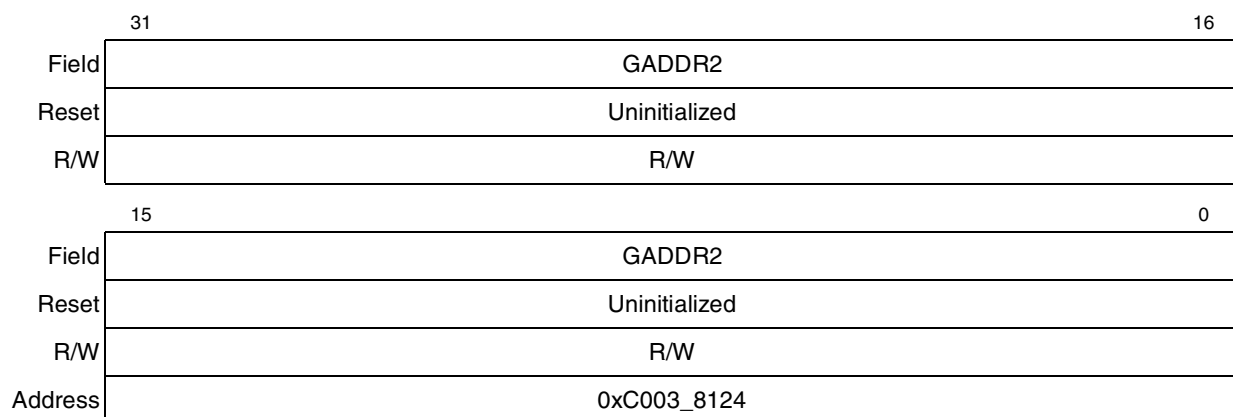 31 16
Field GADDR2
Reset Uninitialized
R/W R/W
15 0
Field GADDR2
Reset Uninitialized
R/W R/W
Address 0xC003_8124